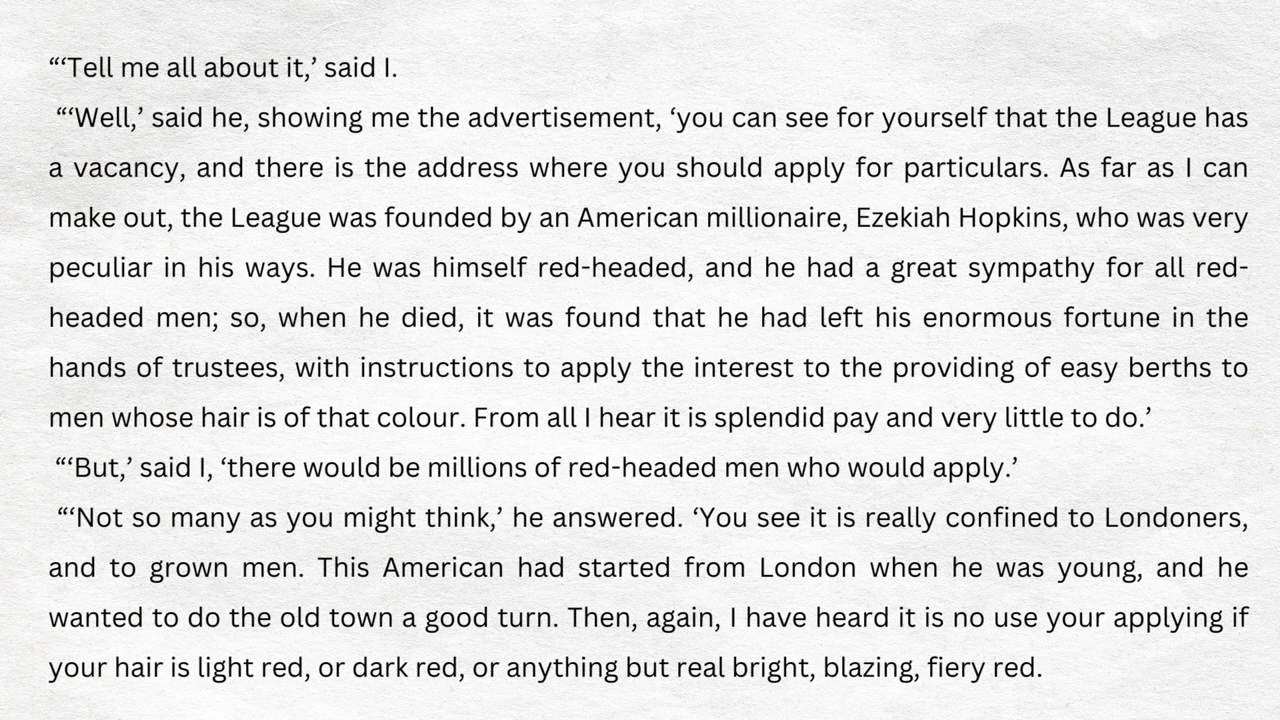 “‘Tell me all about it,’ said I.
“‘Well,’ said he, showing me the advertisement, ‘you can see for yourself that the League has
a vacancy, and there is the address where you should apply for particulars. As far as I can
make out, the League was founded by an American millionaire, Ezekiah Hopkins, who was very
peculiar in his ways. He was himself red-headed, and he had a great sympathy for all red-
headed men; so, when he died, it was found that he had left his enormous fortune in the
hands of trustees, with instructions to apply the interest to the providing of easy berths to
men whose hair is of that colour. From all I hear it is splendid pay and very little to do.’
“‘But,’ said I, ‘there would be millions of red-headed men who would apply.’
“‘Not so many as you might think,’ he answered. ‘You see it is really confined to Londoners,
and to grown men. This American had started from London when he was young, and he
wanted to do the old town a good turn. Then, again, I have heard it is no use your applying if
your hair is light red, or dark red, or anything but real bright, blazing, fiery red.